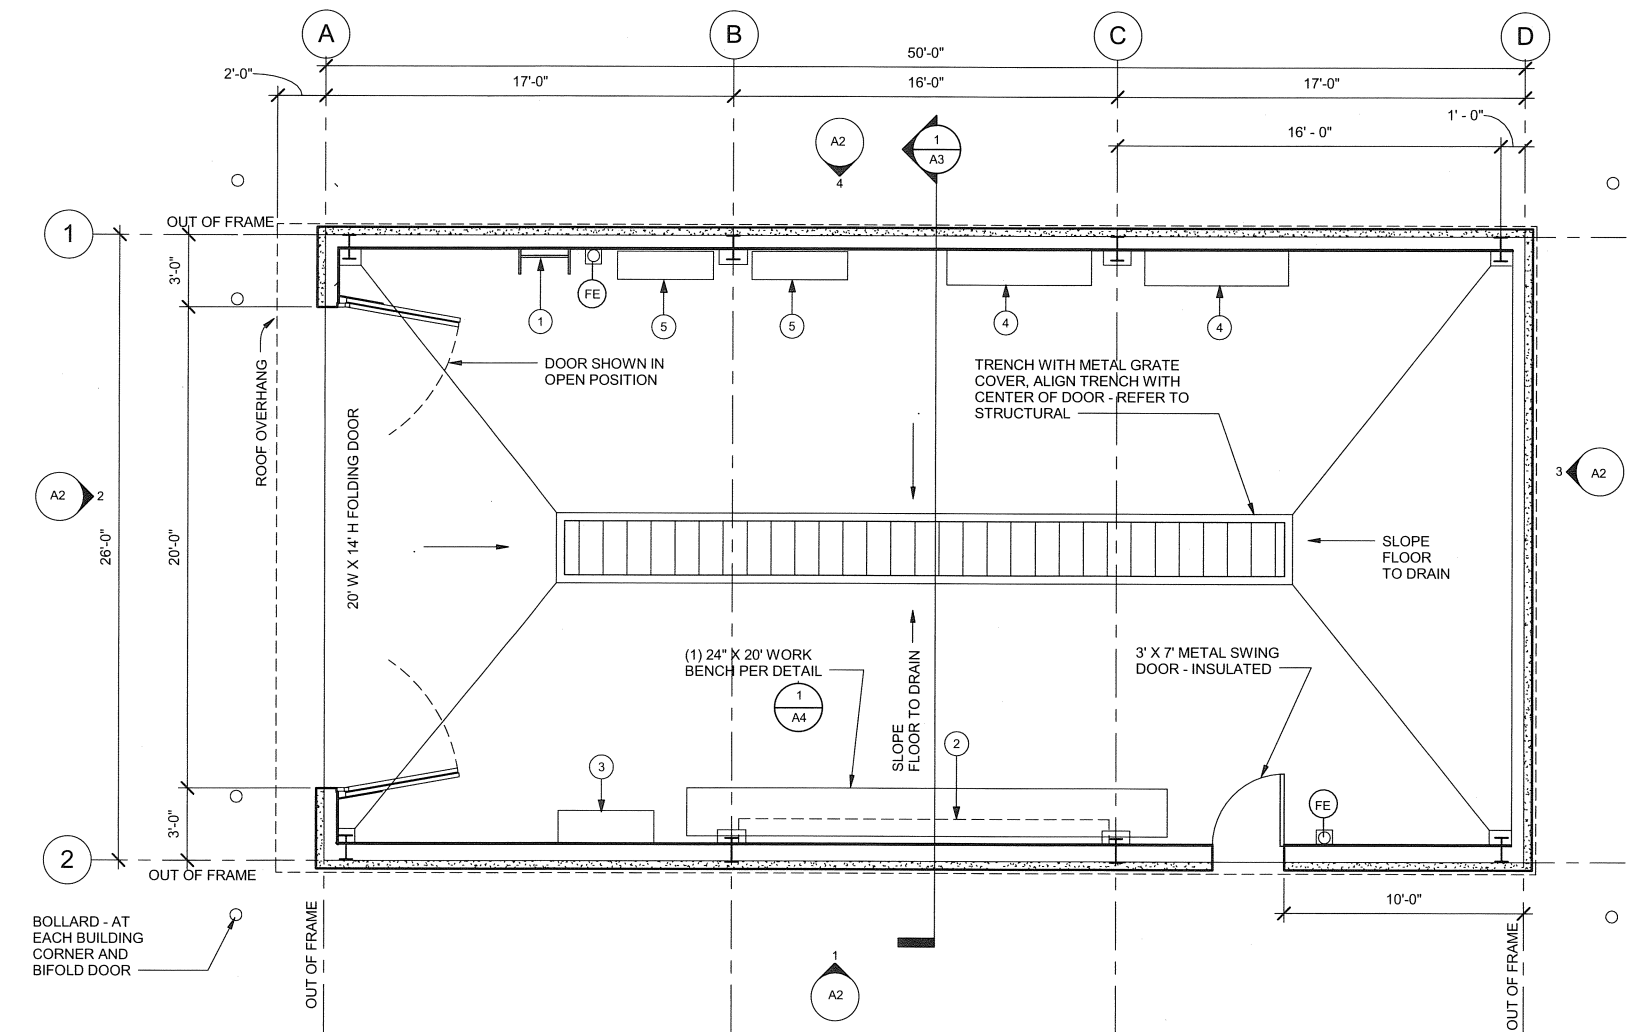 A
B
C
D
50'-0"
2'-0"
17'-0"
16'-0"
17'-0"
1' - 0"
16' - 0"
A2
4
1
A3
OUT OF FRAME
1
3'-0"
FE
1
5
5
4
4
DOOR SHOWN IN
OPEN POSITION
TRENCH WITH METAL GRATE
COVER, ALIGN TRENCH WITH
CENTER OF DOOR - REFER TO
STRUCTURAL
ROOF OVERHANG
20' W X 14' H FOLDING DOOR
A2
2
3
A2
26'-0"
20'-0"
SLOPE
FLOOR
TO DRAIN
(1) 24" X 20' WORK
BENCH PER DETAIL
1
A4
SLOPE
FLOOR TO DRAIN
3' X 7' METAL SWING
DOOR - INSULATED
2
3
FE
3'-0"
2
OUT OF FRAME
10'-0"
BOLLARD - AT
EACH BUILDING
CORNER AND
BIFOLD DOOR
OUT OF FRAME
1
A2
OUT OF FRAME